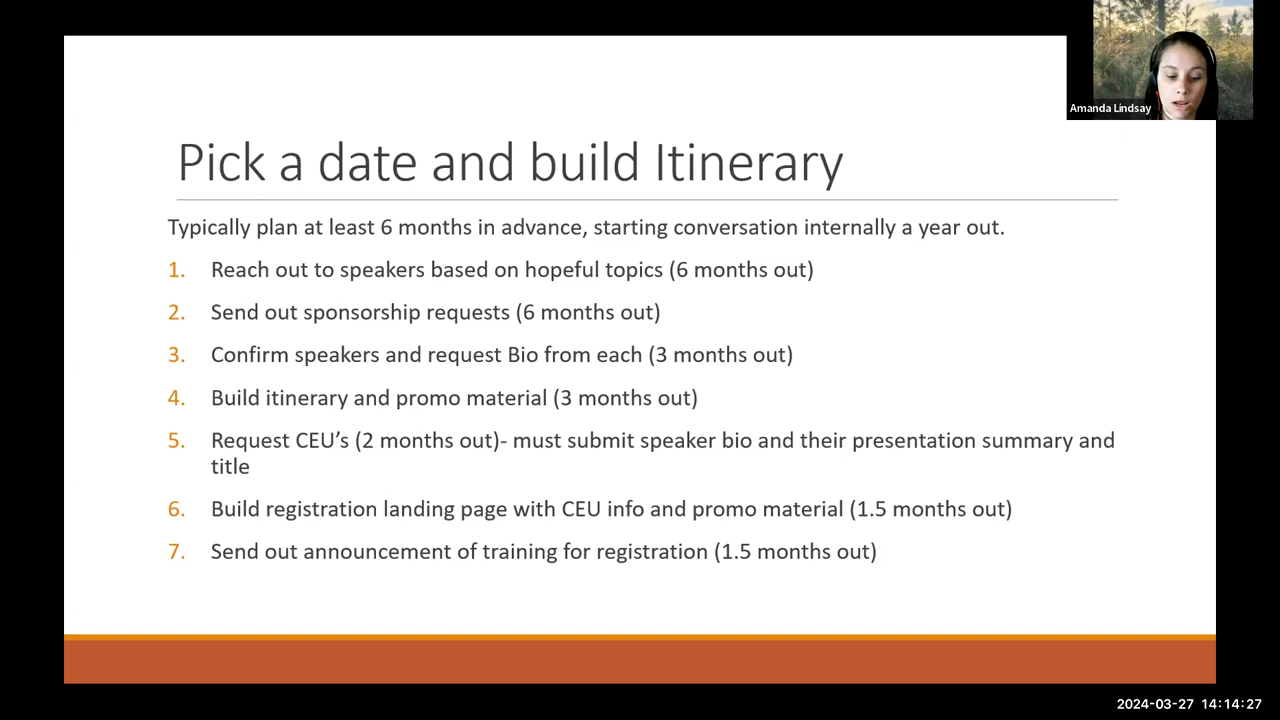 Amanda Lindsay
Pick a date and build Itinerary
Typically plan at least 6 months in advance, starting conversation internally a year out.
1. Reach out to speakers based on hopeful topics (6 months out)
2. Send out sponsorship requests (6 months out)
3. Confirm speakers and request Bio from each (3 months out)
4. Build itinerary and promo material (3 months out)
5. Request CEU’s (2 months out)- must submit speaker bio and their presentation summary and
title
6. Build registration landing page with CEU info and promo material (1.5 months out)
7. Send out announcement of training for registration (1.5 months out)
2024-03-27 14:14:27